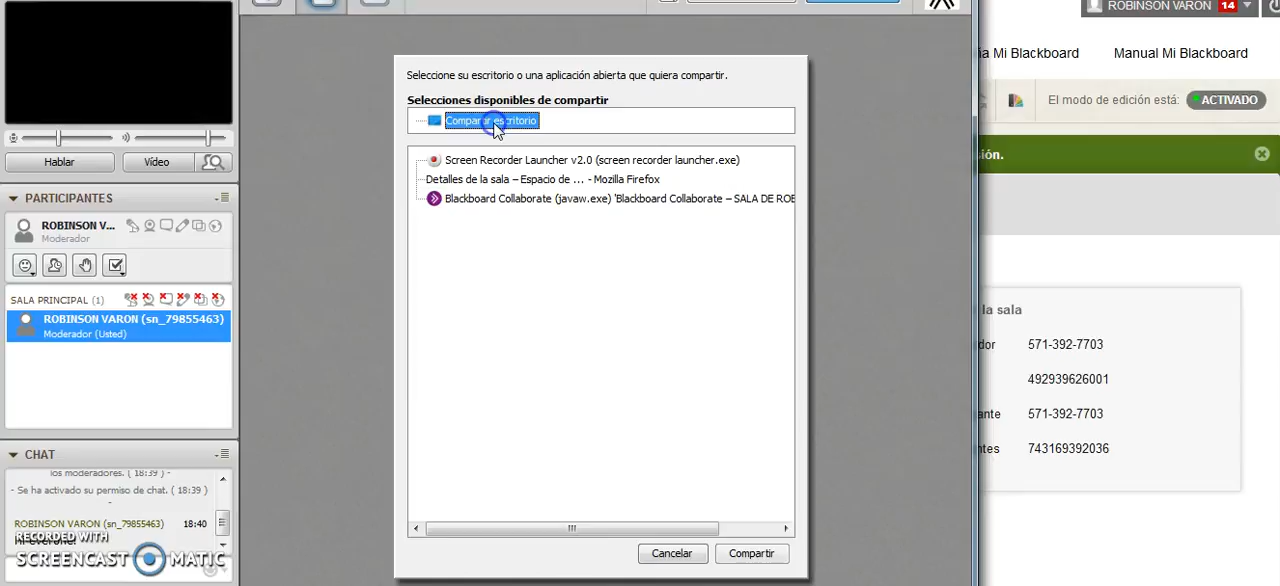 Hablar
Vídeo
PARTICIPANTES
ROBINSON V...
Moderador
SALA PRINCIPAL (1)
ROBINSON VARON (sn_79855463)
Moderador (Usted)
CHAT
los moderadores. ( 18:39 ) -
- Se ha activado su permiso de chat. ( 18:39 )
-
ROBINSON VARON (sn_79855463) 18:40
RECORDED WITH
SCREENCAST MATIC
Seleccione su escritorio o una aplicación abierta que quiera compartir.
Selecciones disponibles de compartir
Compartir escritorio
Screen Recorder Launcher v2.0 (screen recorder launcher.exe)
Detalles de la sala – Espacio de ... - Mozilla Firefox
Blackboard Collaborate (javaw.exe) 'Blackboard Collaborate – SALA DE ROB
Cancelar
Compartir
ROBINSON VARON 14
ía Mi Blackboard
Manual Mi Blackboard
El modo de edición está: ACTIVADO
sión.
la sala
dor 571-392-7703
492939626001
ante 571-392-7703
ntes 743169392036